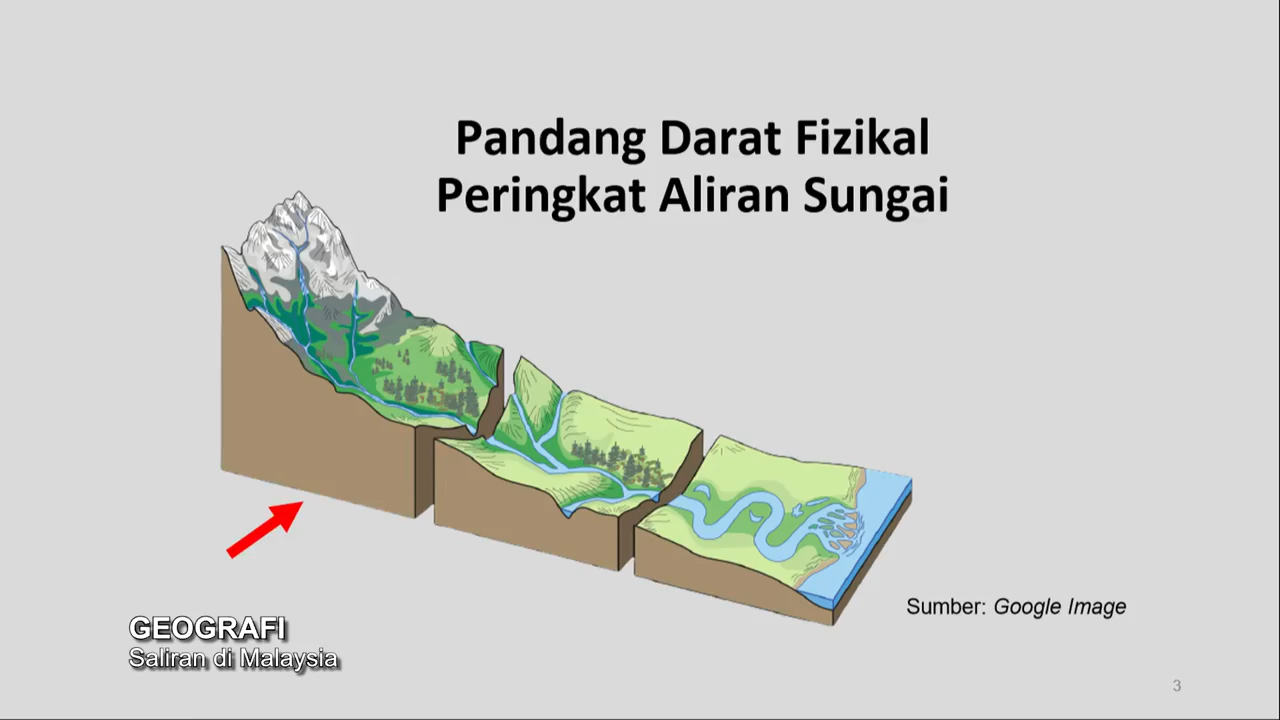 Pandang Darat Fizikal
Peringkat Aliran Sungai
Sumber: Google Image
GEOGRAFI
Saliran di Malaysia
3